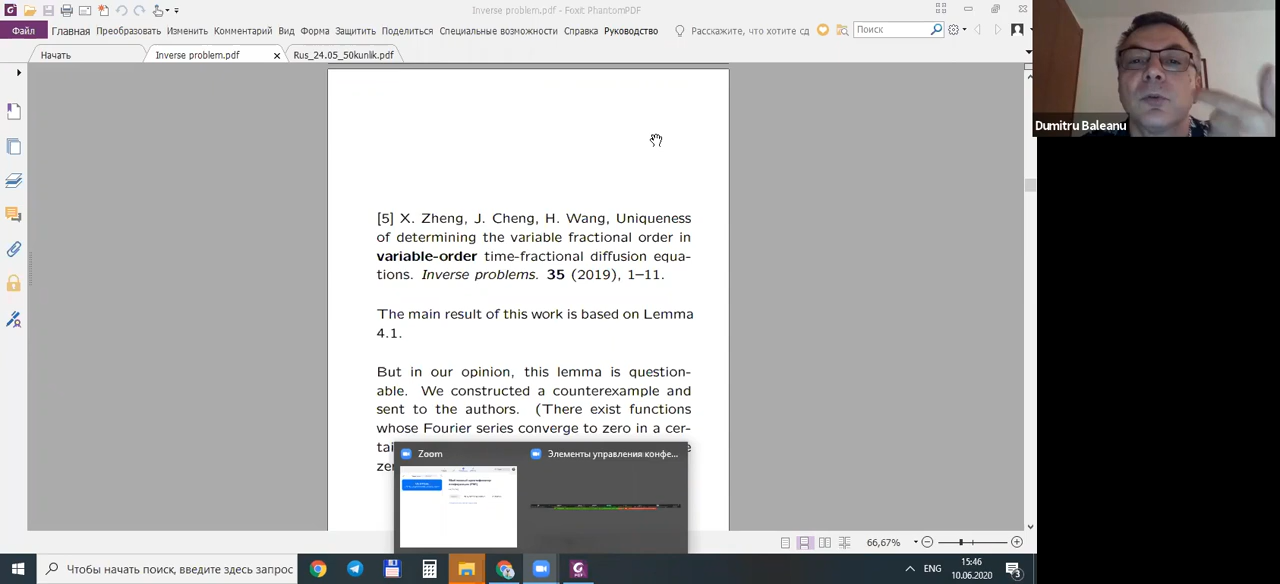 Inverse problem.pdf - Foxit PhantomPDF
Файл Главная Преобразовать Изменить Комментарий Вид Форма Защитить Поделиться Специальные возможности Справка Руководство Расскажите, что хотите сд Поиск
Начать Inverse problem.pdf Rus_24.05_50kunlik.pdf
Dumitru Baleanu
[5] X. Zheng, J. Cheng, H. Wang, Uniqueness
of determining the variable fractional order in
variable-order time-fractional diffusion equa-
tions. Inverse problems. 35 (2019), 1–11.
The main result of this work is based on Lemma
4.1.
But in our opinion, this lemma is question-
able. We constructed a counterexample and
sent to the authors. (There exist functions
whose Fourier series converge to zero in a cer-
tai
ze
Zoom
Элементы управления конфе...
66,67%
Чтобы начать поиск, введите здесь запрос
ENG
15:46
10.06.2020
3